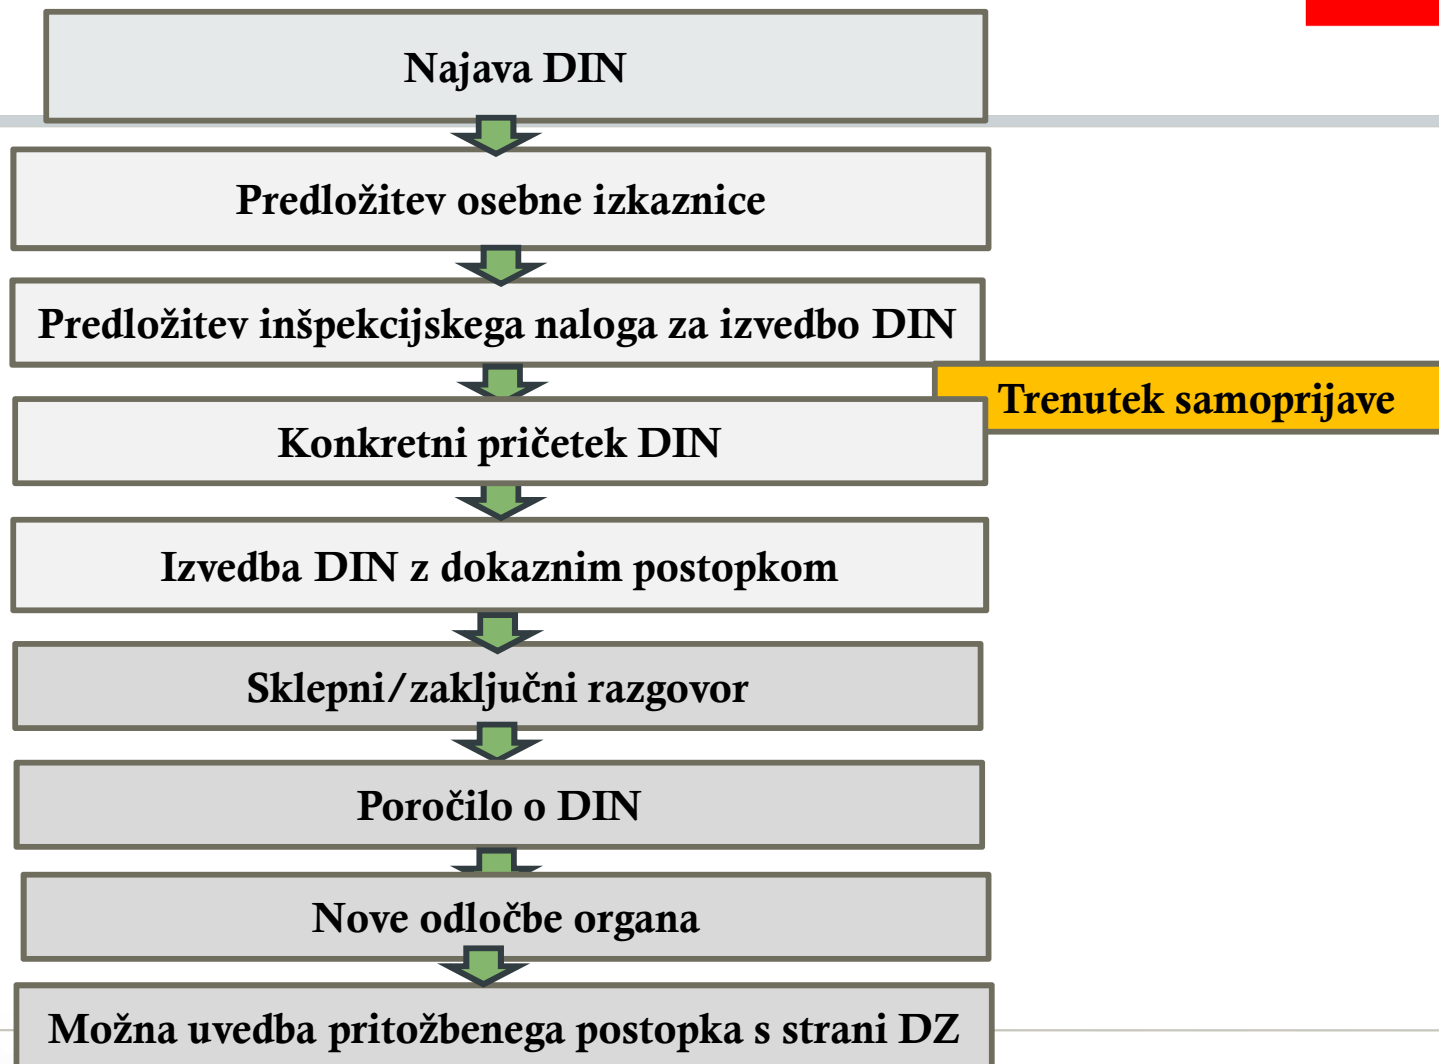 Najava DIN
Predložitev osebne izkaznice
Predložitev inšpekcijskega naloga za izvedbo DIN
Trenutek samoprijave
Konkretni pričetek DIN
Izvedba DIN z dokaznim postopkom
Sklepni/zaključni razgovor
Poročilo o DIN
Nove odločbe organa
Možna uvedba pritožbenega postopka s strani DZ